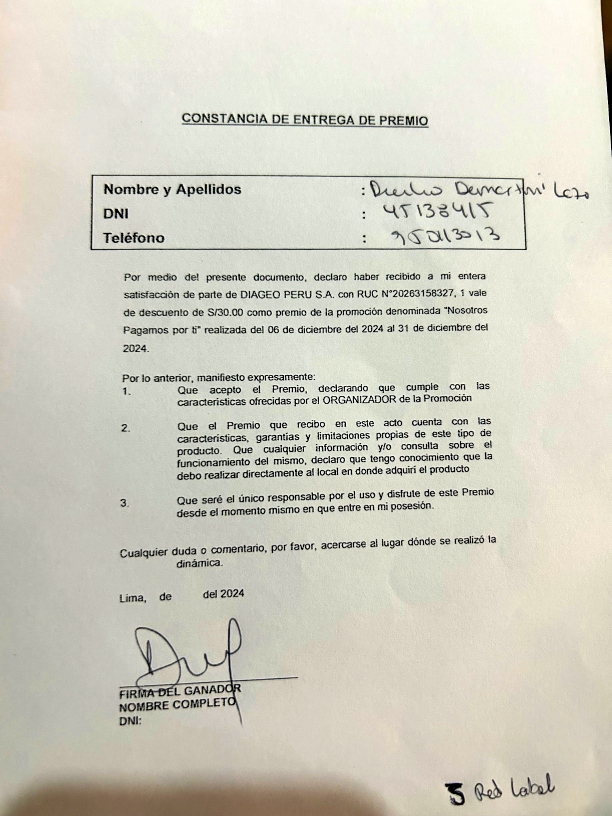 CONSTANCIA DE ENTREGA DE PREMIO
Nombre y Apellidos : Demartini Lazo
DNI : 45138415
Teléfono :
Por medio del presente documento, declaro haber recibido a mi entera
satisfacción de parte de DIAGEO PERU S.A. con RUC N°20263158327, 1 vale
de descuento de S/30.00 como premio de la promoción denominada "Nosotros
Pagamos por ti" realizada del 06 de diciembre del 2024 al 31 de diciembre del
2024.
Por lo anterior, manifiesto expresamente:
1. Que acepto el Premio, declarando que cumple con las
características ofrecidas por el ORGANIZADOR de la Promoción
2. Que el Premio que recibo en este acto cuenta con las
características, garantías y limitaciones propias de este tipo de
producto. Que cualquier información y/o consulta sobre el
funcionamiento del mismo, declaro que tengo conocimiento que la
debo realizar directamente al local en donde adquirí el producto
3. Que seré el único responsable por el uso y disfrute de este Premio
desde el momento mismo en que entre en mi posesión.
Cualquier duda o comentario, por favor, acercarse al lugar dónde se realizó la
dinámica.
Lima, de del 2024
FIRMA DEL GANADOR
NOMBRE COMPLETO
DNI:
5 Red Label